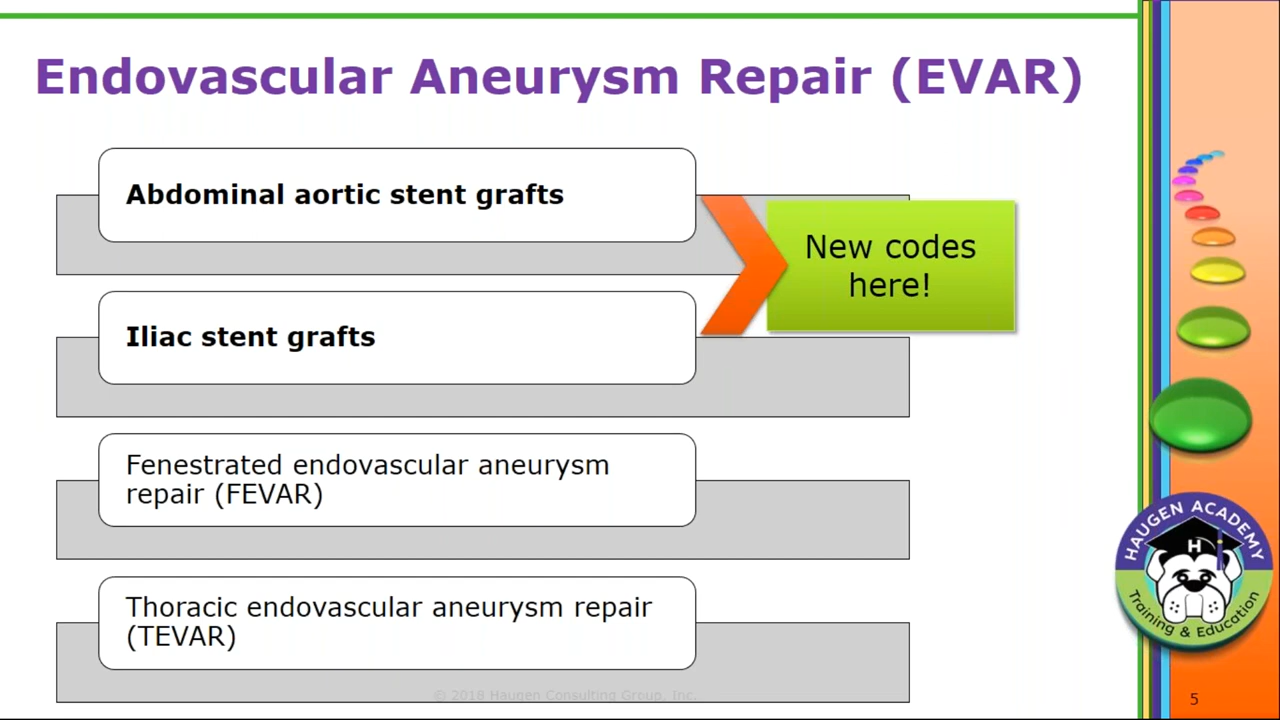 Endovascular Aneurysm Repair (EVAR)
Abdominal aortic stent grafts
New codes
here!
Iliac stent grafts
Fenestrated endovascular aneurysm
repair (FEVAR)
Thoracic endovascular aneurysm repair
(TEVAR)
HAUGEN ACADEMY
H
Training & Education
© 2018 Haugen Consulting Group, Inc.
5